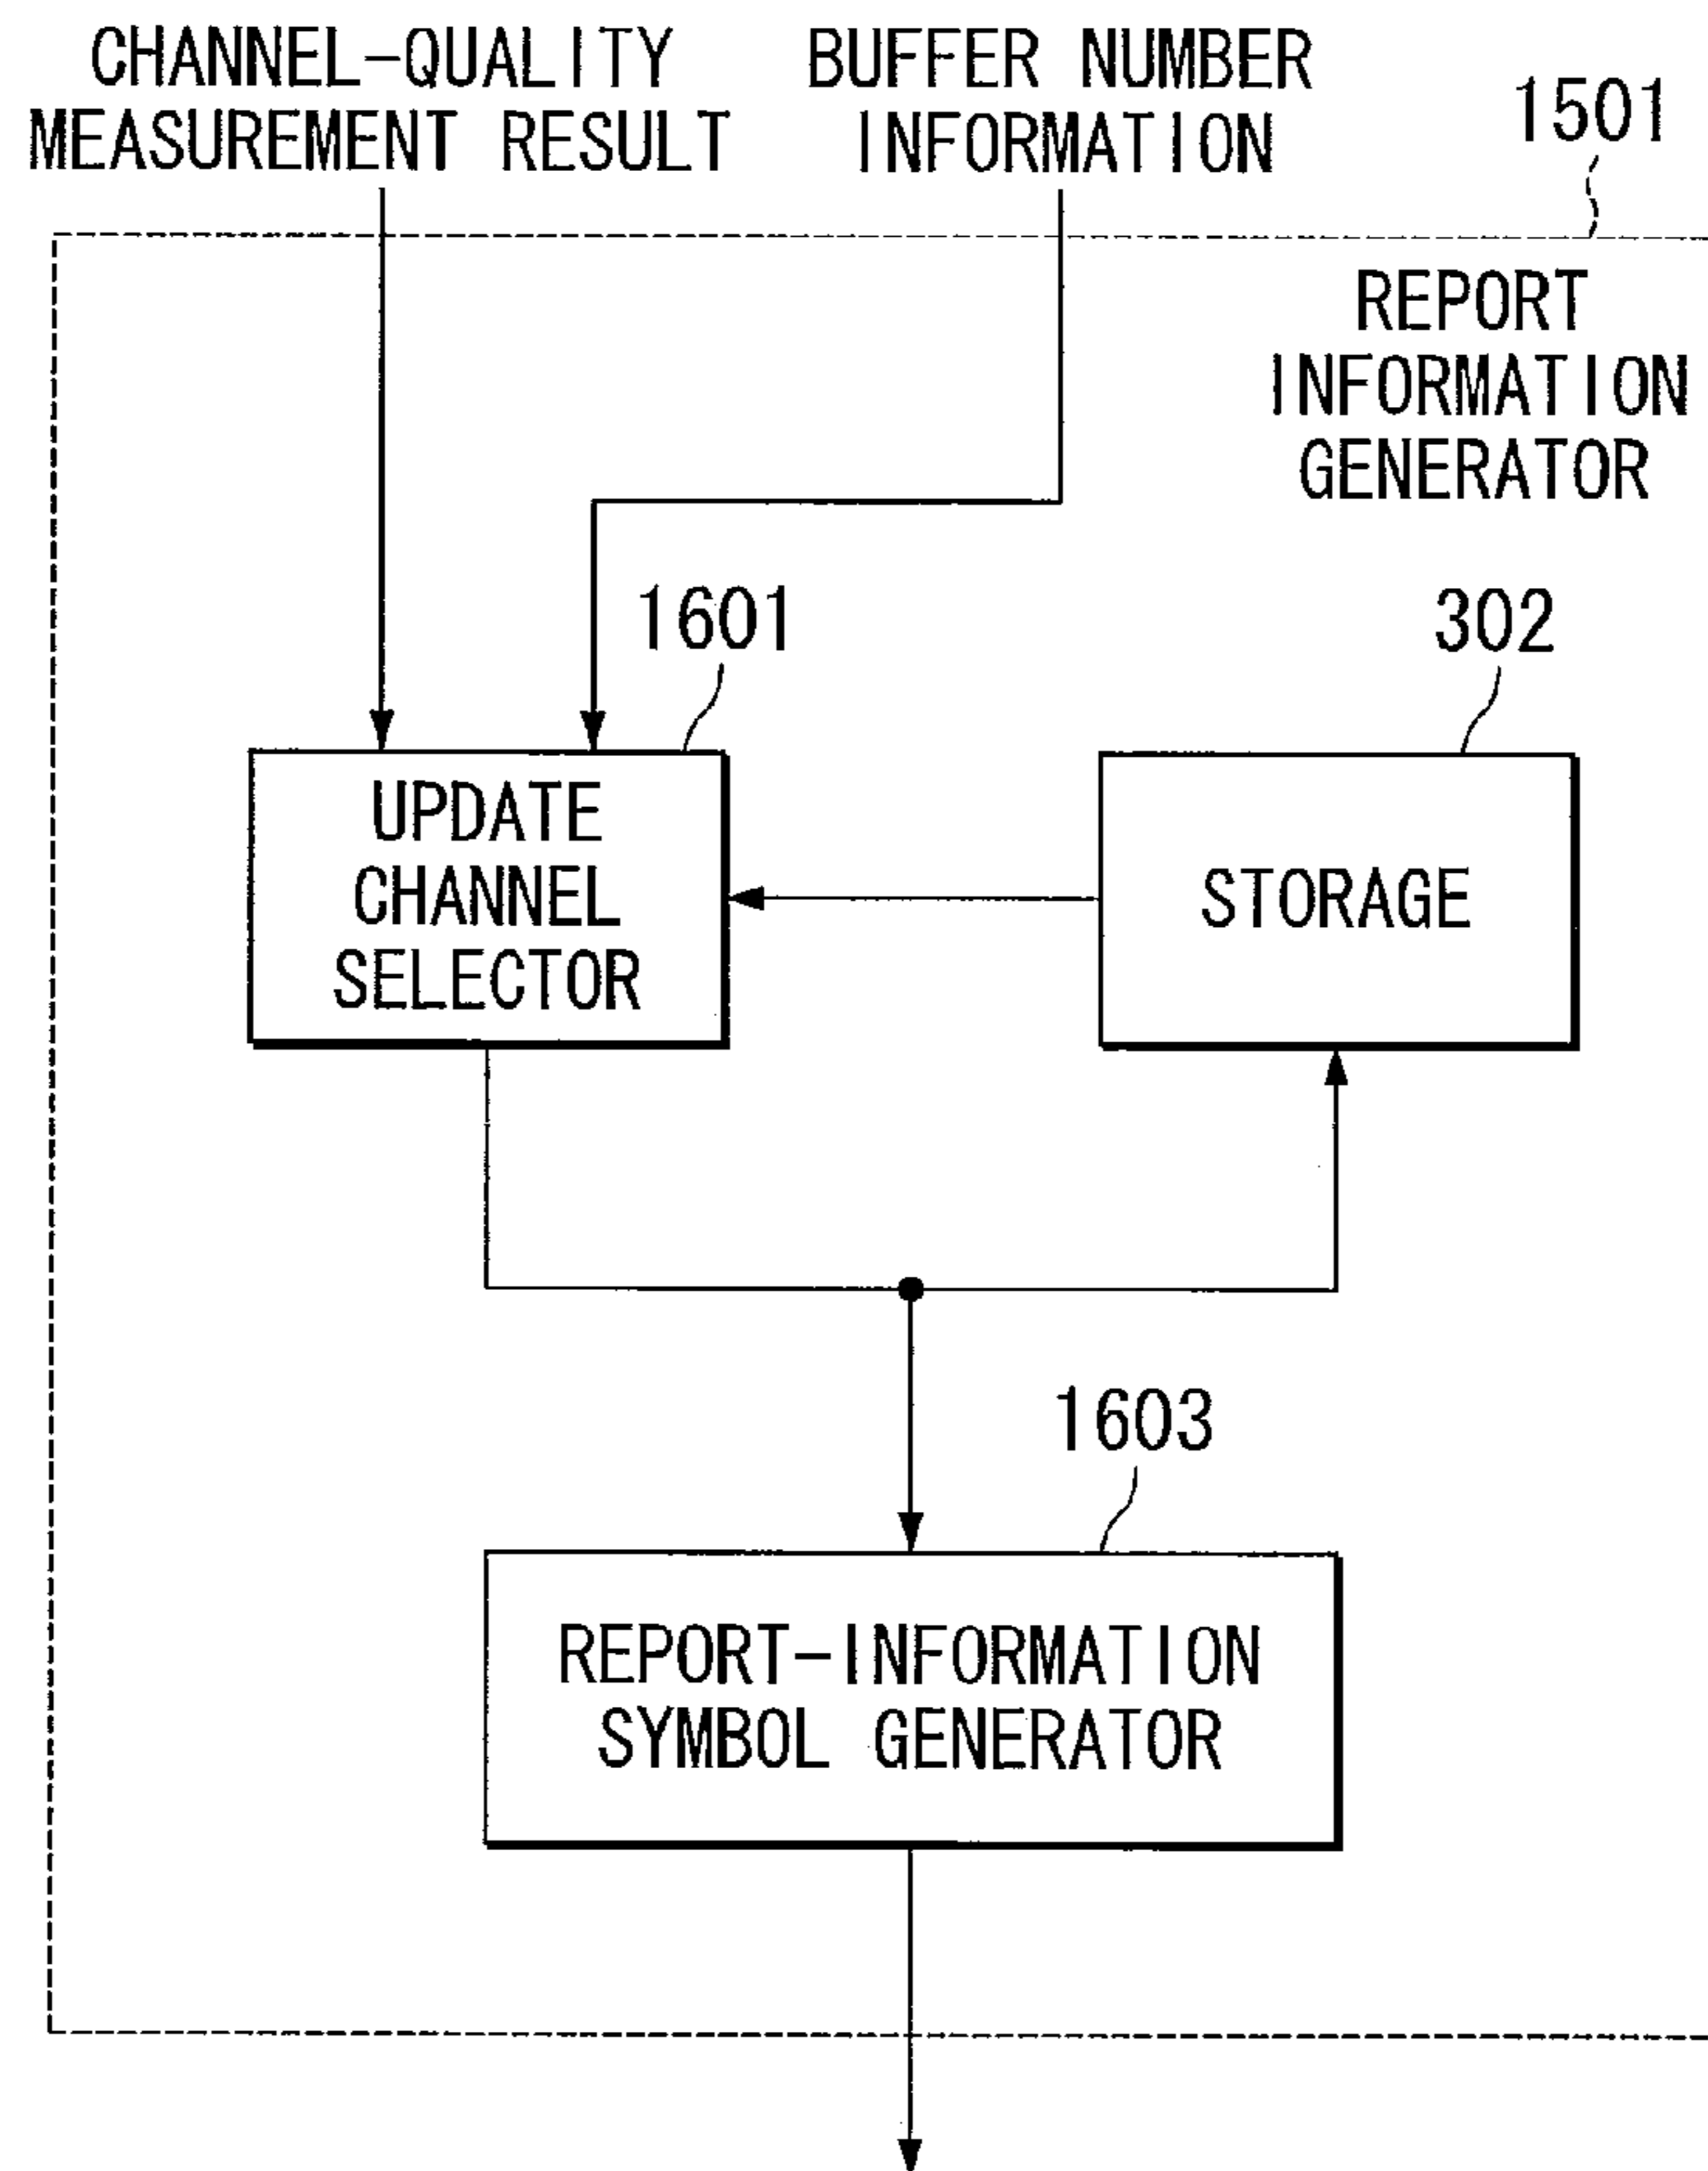 CHANNEL-QUALITY
MEASUREMENT RESULT
BUFFER NUMBER
INFORMATION
1501
REPORT
INFORMATION
GENERATOR
1601
302
UPDATE
CHANNEL
SELECTOR
STORAGE
1603
REPORT-INFORMATION
SYMBOL GENERATOR